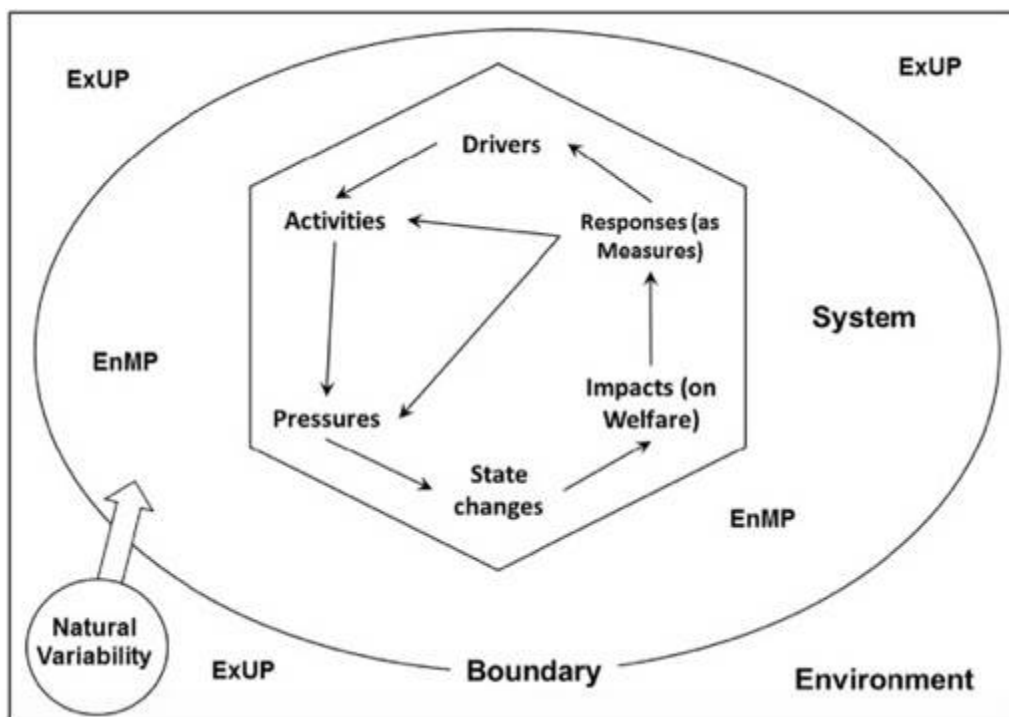 ExUP
ExUP
Drivers
Activities
Responses (as
Measures)
System
EnMP
Impacts (on
Welfare)
Pressures
State
changes
EnMP
Natural
Variability
ExUP
Boundary
Environment